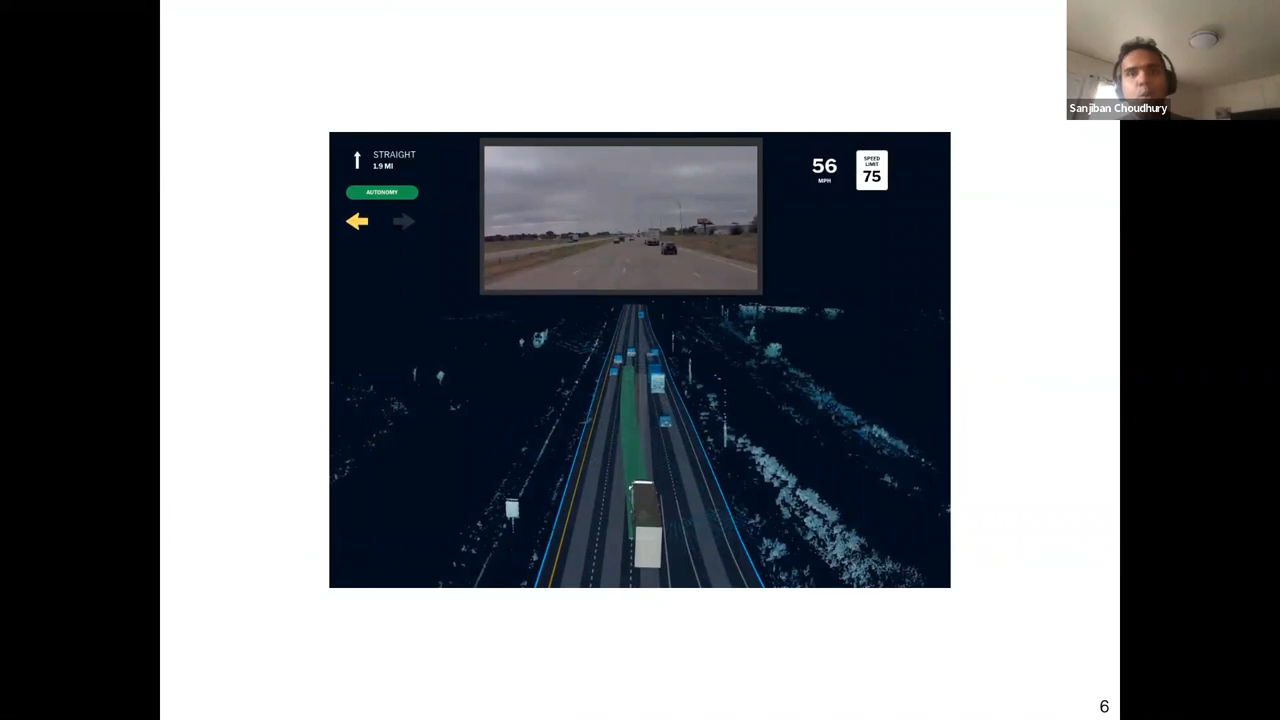 Sanjiban Choudhury
STRAIGHT
1.9 MI
AUTONOMY
56
MPH
SPEED
LIMIT
75
6